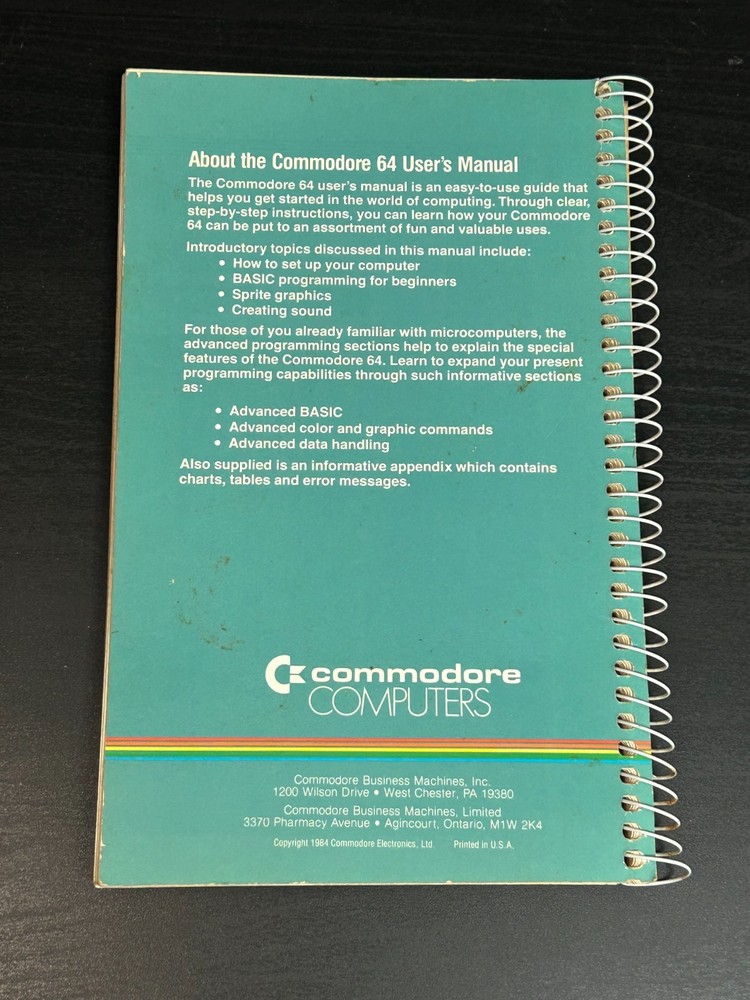 About the Commodore 64 User's Manual
The Commodore 64 user's manual is an easy-to-use guide that
helps you get started in the world of computing. Through clear,
step-by-step instructions, you can learn how your Commodore
64 can be put to an assortment of fun and valuable uses.
Introductory topics discussed in this manual include:
• How to set up your computer
• BASIC programming for beginners
• Sprite graphics
• Creating sound
For those of you already familiar with microcomputers, the
advanced programming sections help to explain the special
features of the Commodore 64. Learn to expand your present
programming capabilities through such informative sections
as:
• Advanced BASIC
• Advanced color and graphic commands
• Advanced data handling
Also supplied is an informative appendix which contains
charts, tables and error messages.
commodore
COMPUTERS
Commodore Business Machines, Inc.
1200 Wilson Drive • West Chester, PA 19380
Commodore Business Machines, Limited
3370 Pharmacy Avenue • Agincourt, Ontario, M1W 2K4
Copyright 1984 Commodore Electronics, Ltd Printed in U.S.A.